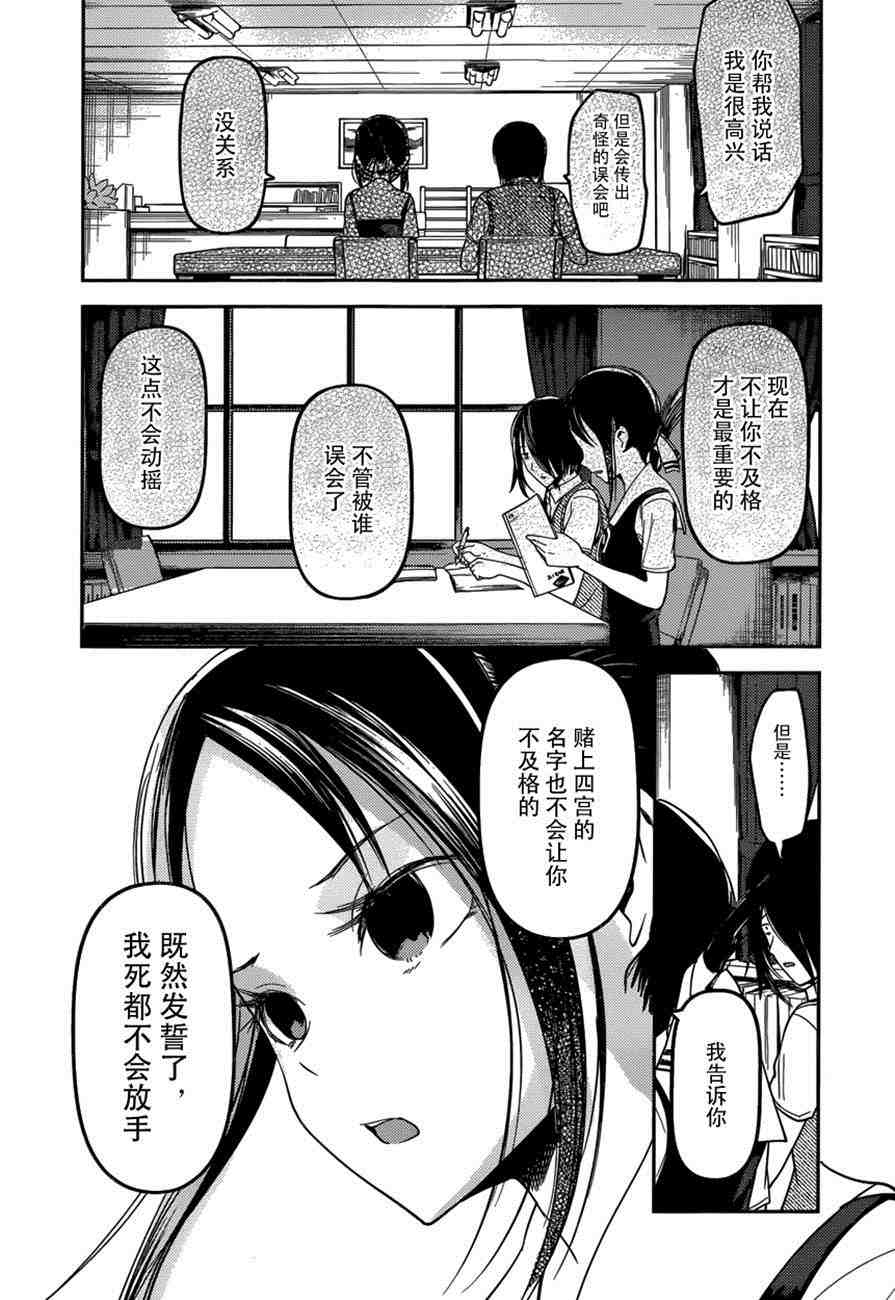 你帮我说话
我是很高兴
但是会传出
奇怪的误会吧
没关系
现在
不让你不及格
才是最重要的
不管被谁
误会了
这点不会动摇
但是……
我告诉你
赌上四宫的
名字也不会让你
不及格的
既然发誓了，
我死都不会放手